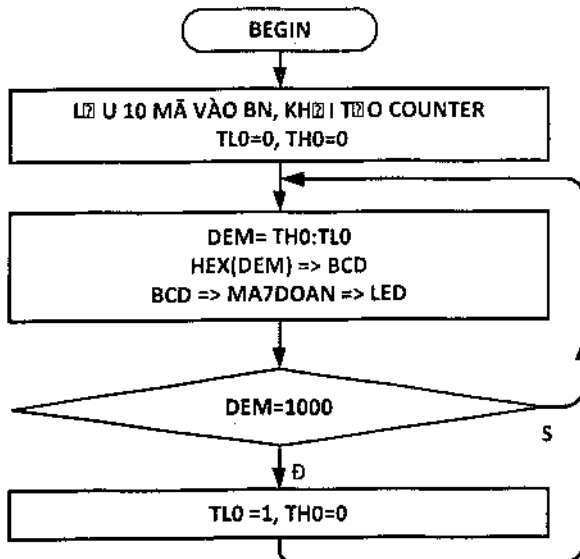 BEGIN
L⍰ U 10 MÃ VÀO BN, KH⍰ I T⍰ O COUNTER
TL0=0, TH0=0
DEM= TH0:TL0
HEX(DEM) => BCD
BCD => MA7DOAN => LED
DEM=1000
S
Đ
TL0 =1, TH0=0